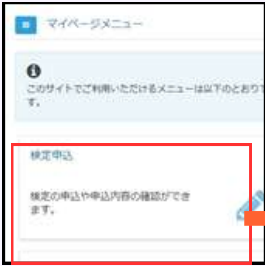 マイページメニュー
このサイトでご利用いただけるメニューは以下のとおりで
す。
検定申込
検定の申込や申込内容の確認ができ
ます。